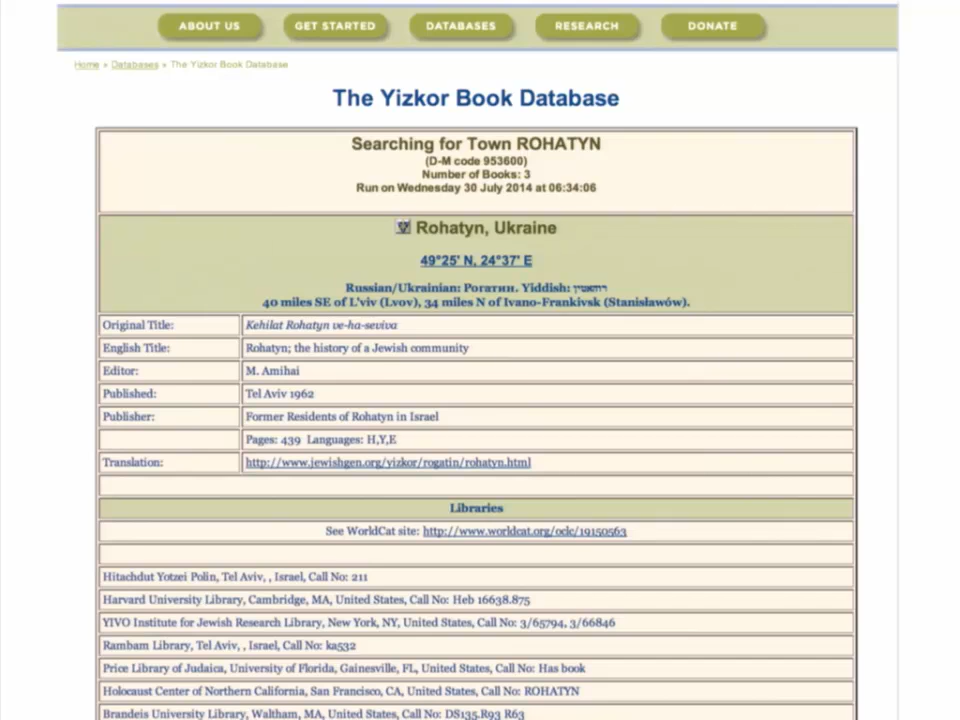 ABOUT US GET STARTED DATABASES RESEARCH DONATE
Home » Databases » The Yizkor Book Database
The Yizkor Book Database
Searching for Town ROHATYN
(D-M code 953600)
Number of Books: 3
Run on Wednesday 30 July 2014 at 06:34:06
Rohatyn, Ukraine
49°25' N, 24°37' E
Russian/Ukrainian: Рогатин. Yiddish: רוהאטין
40 miles SE of L'viv (Lvov), 34 miles N of Ivano-Frankivsk (Stanisławów).
Original Title: Kehilat Rohatyn ve-ha-seviva
English Title: Rohatyn; the history of a Jewish community
Editor: M. Amihai
Published: Tel Aviv 1962
Publisher: Former Residents of Rohatyn in Israel
Pages: 439 Languages: H,Y,E
Translation: http://www.jewishgen.org/yizkor/rogatin/rohatyn.html
Libraries
See WorldCat site: http://www.worldcat.org/oclc/19150563
Hitachdut Yotzei Polin, Tel Aviv, , Israel, Call No: 211
Harvard University Library, Cambridge, MA, United States, Call No: Heb 16638.875
YIVO Institute for Jewish Research Library, New York, NY, United States, Call No: 3/65794, 3/66846
Rambam Library, Tel Aviv, , Israel, Call No: ka532
Price Library of Judaica, University of Florida, Gainesville, FL, United States, Call No: Has book
Holocaust Center of Northern California, San Francisco, CA, United States, Call No: ROHATYN
Brandeis University Library, Waltham, MA, United States, Call No: DS135.R93 R63